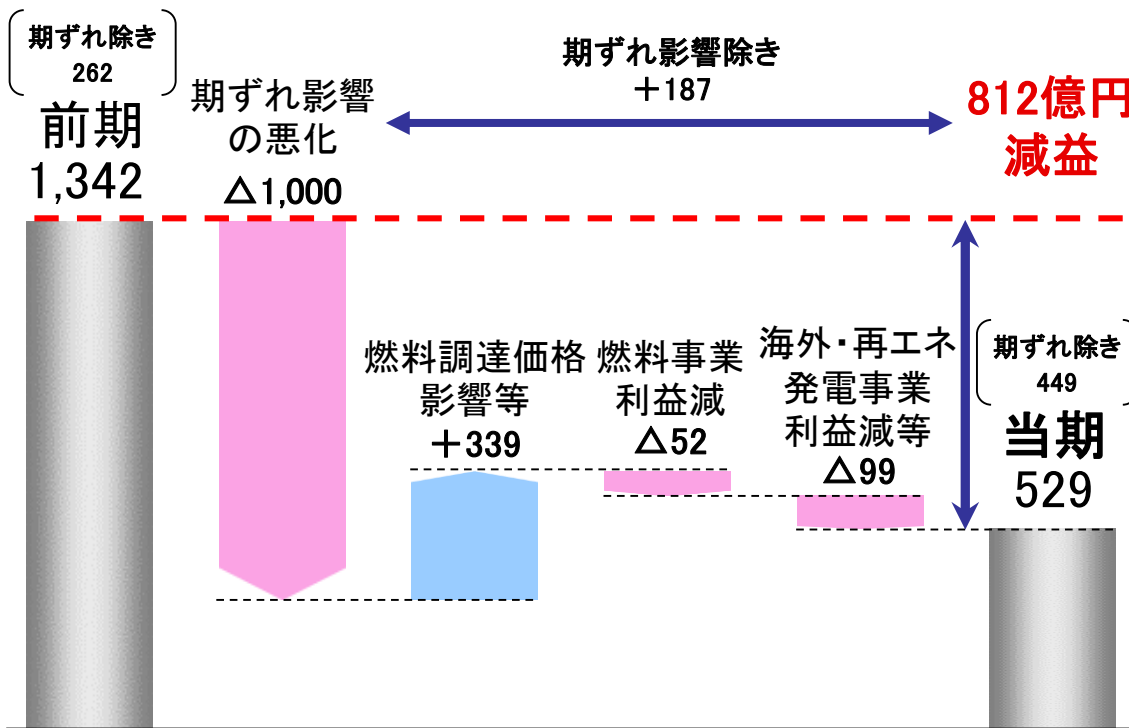 期ずれ除き
262
前期
1,342
期ずれ影響
の悪化
△1,000
期ずれ影響除き
＋187
812億円
減益
燃料調達価格
影響等
＋339
燃料事業
利益減
△52
海外・再エネ
発電事業
利益減等
△99
期ずれ除き
449
当期
529